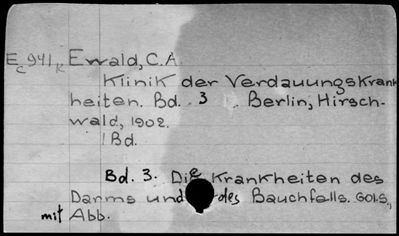 E 941 k Ewald, C.A.
c
Klinik der Verdauungskrank
heiten. Bd. 3 Berlin, Hirsch-
wald, 1902.
1 Bd.
Bd. 3. Die Krankheiten des
Darms und des Bauchfells. 601 S.,
mit Abb.